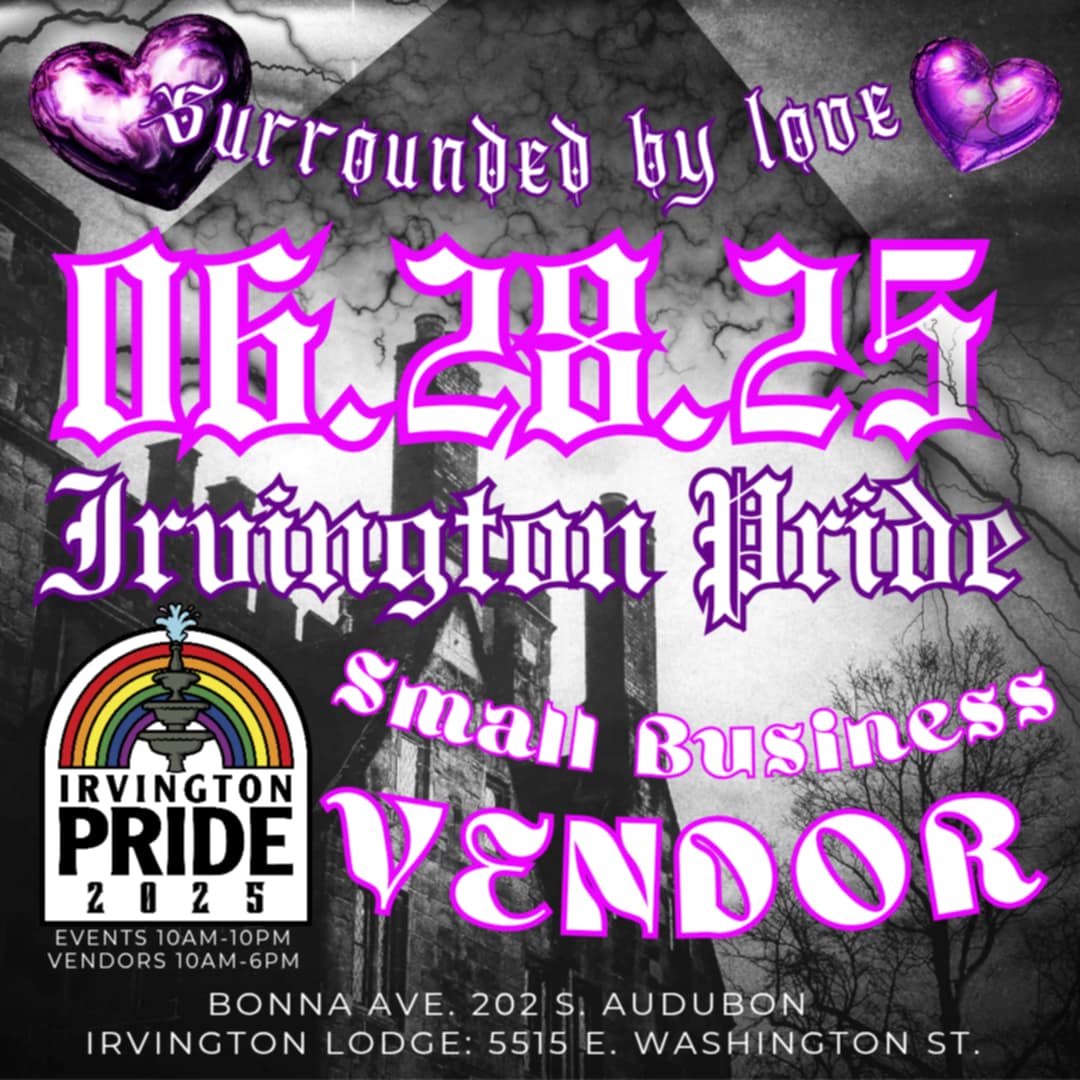 Surrounded by love
06.28.25
Irvington Pride
Small Business
VENDOR
IRVINGTON
PRIDE
2025
EVENTS 10AM-10PM
VENDORS 10AM-6PM
BONNA AVE. 202 S. AUDUBON
IRVINGTON LODGE: 5515 E. WASHINGTON ST.